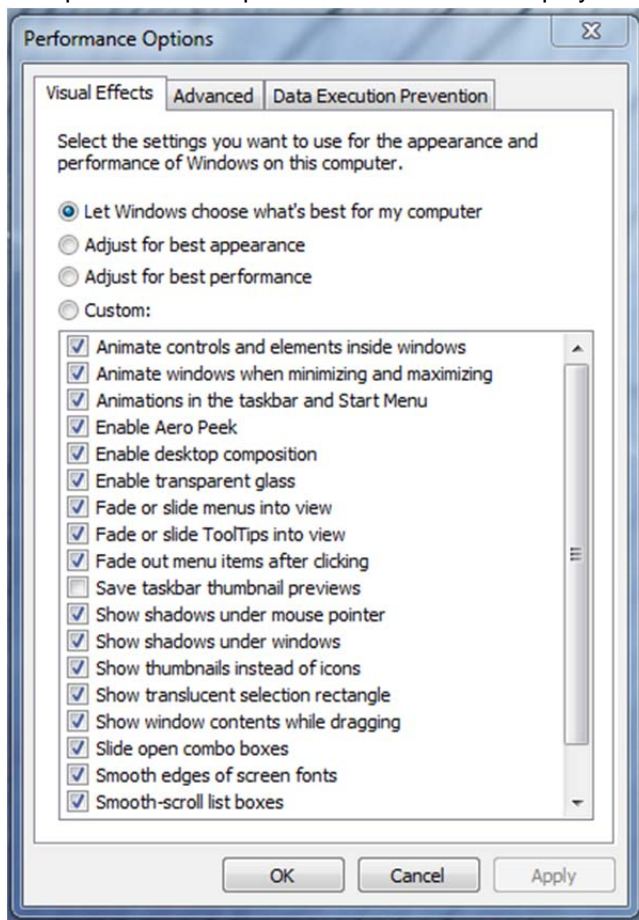 Performance Options
Visual Effects
Advanced
Data Execution Prevention
Select the settings you want to use for the appearance and
performance of Windows on this computer.
Let Windows choose what's best for my computer
Adjust for best appearance
Adjust for best performance
Custom:
Animate controls and elements inside windows
Animate windows when minimizing and maximizing
Animations in the taskbar and Start Menu
Enable Aero Peek
Enable desktop composition
Enable transparent glass
Fade or slide menus into view
Fade or slide ToolTips into view
Fade out menu items after clicking
Save taskbar thumbnail previews
Show shadows under mouse pointer
Show shadows under windows
Show thumbnails instead of icons
Show translucent selection rectangle
Show window contents while dragging
Slide open combo boxes
Smooth edges of screen fonts
Smooth-scroll list boxes
OK
Cancel
Apply